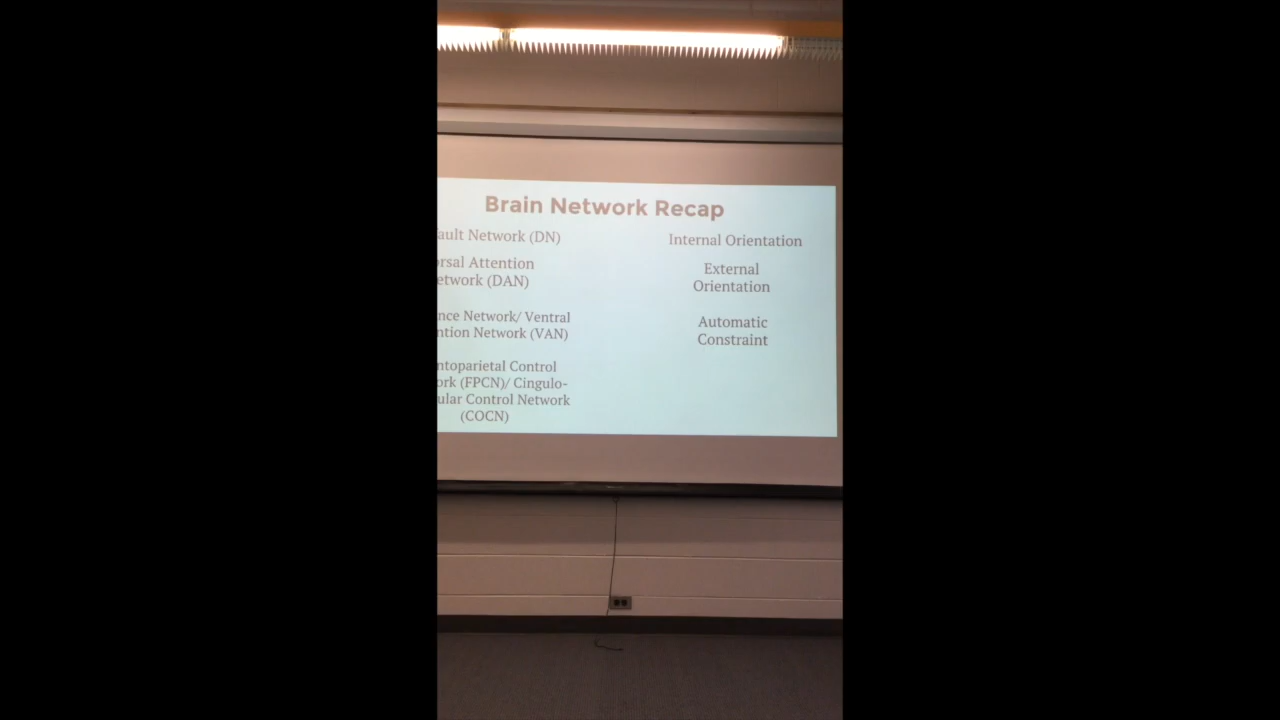 Brain Network Recap
ault Network (DN)
Internal Orientation
orsal Attention
etwork (DAN)
External
Orientation
nce Network/ Ventral
ntion Network (VAN)
Automatic
Constraint
ntoparietal Control
ork (FPCN)/ Cingulo-
ular Control Network
(COCN)